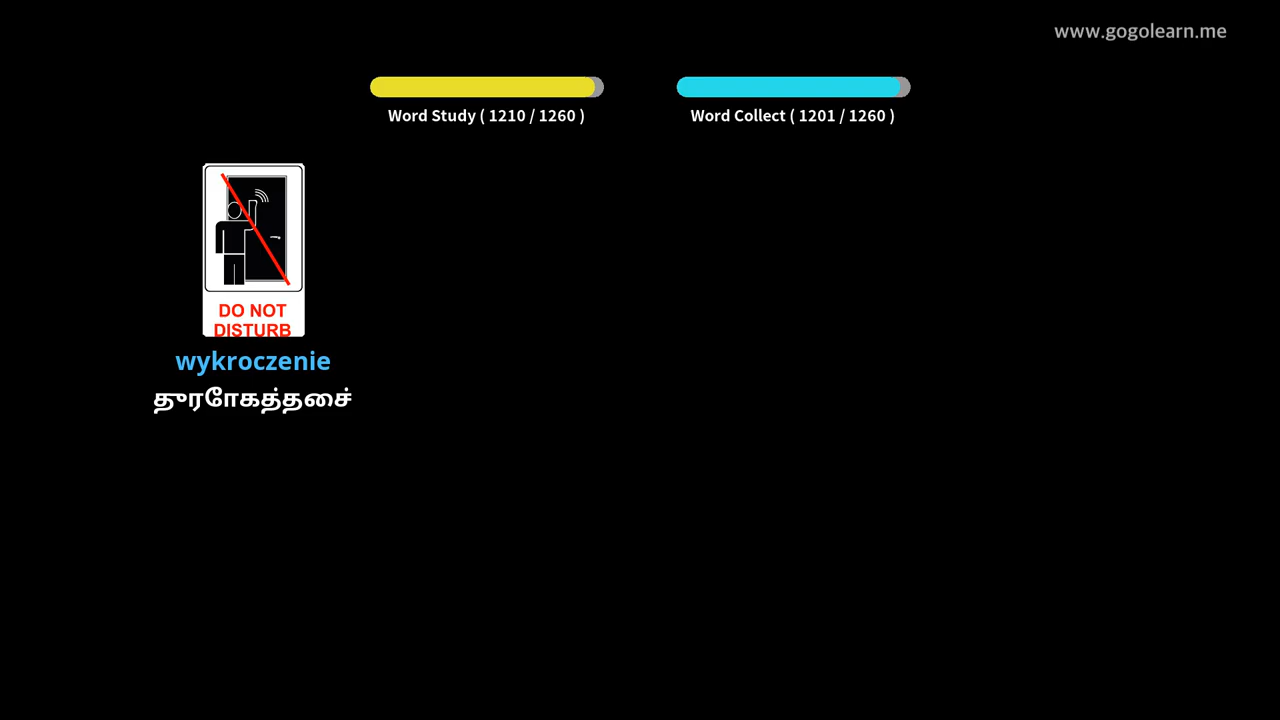 www.gogolearn.me
Word Study ( 1210 / 1260 )
Word Collect ( 1201 / 1260 )
DO NOT
DISTURB
wykroczenie
துரோகத்தைச்